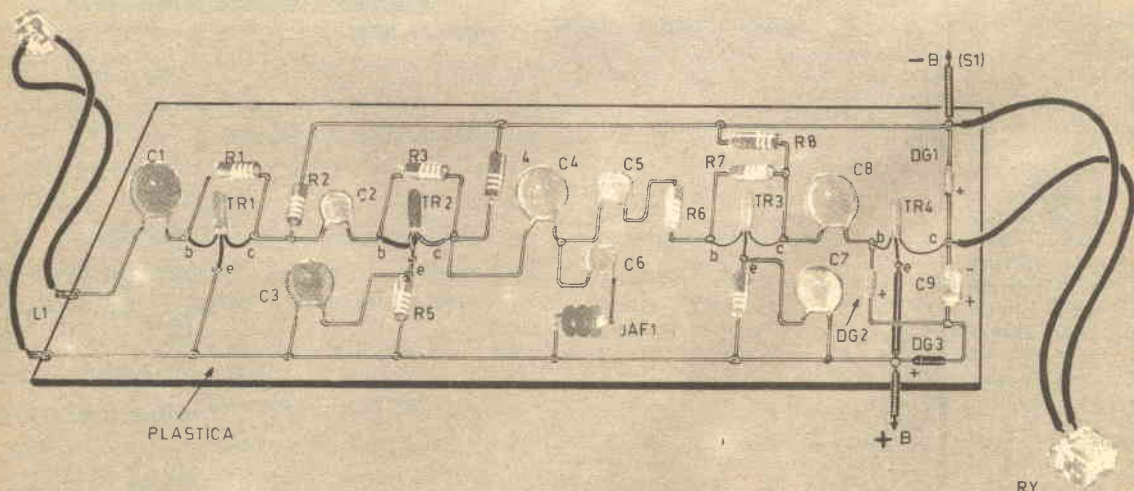 — B (S1)
C1
R1
R2
C2
R3
4
C4
C5
R8
R7
C8
DG1
+
TR1
TR2
R6
TR3
TR4
b
c
b
c
b
c
b
c
e
e
e
e
C3
R5
C6
C7
C9
-
+
+
L1
JAF1
DG2
DG3
+
PLASTICA
+ B
RY